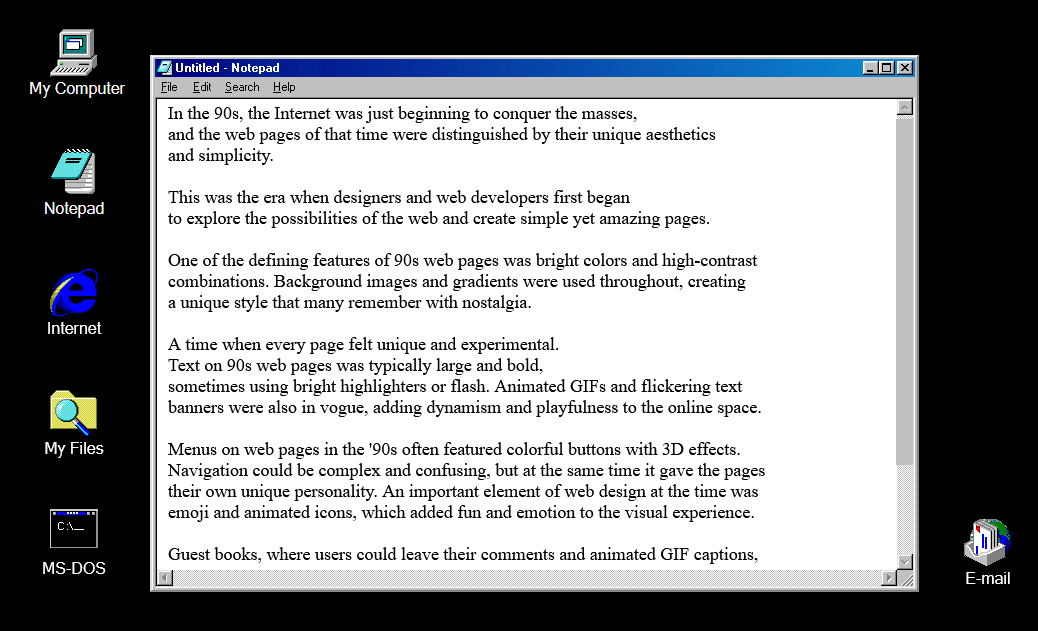 My Computer
Notepad
Internet
My Files
C:\_
MS-DOS
Untitled - Notepad
File Edit Search Help
In the 90s, the Internet was just beginning to conquer the masses,
and the web pages of that time were distinguished by their unique aesthetics
and simplicity.
This was the era when designers and web developers first began
to explore the possibilities of the web and create simple yet amazing pages.
One of the defining features of 90s web pages was bright colors and high-contrast
combinations. Background images and gradients were used throughout, creating
a unique style that many remember with nostalgia.
A time when every page felt unique and experimental.
Text on 90s web pages was typically large and bold,
sometimes using bright highlighters or flash. Animated GIFs and flickering text
banners were also in vogue, adding dynamism and playfulness to the online space.
Menus on web pages in the '90s often featured colorful buttons with 3D effects.
Navigation could be complex and confusing, but at the same time it gave the pages
their own unique personality. An important element of web design at the time was
emoji and animated icons, which added fun and emotion to the visual experience.
Guest books, where users could leave their comments and animated GIF captions,
E-mail